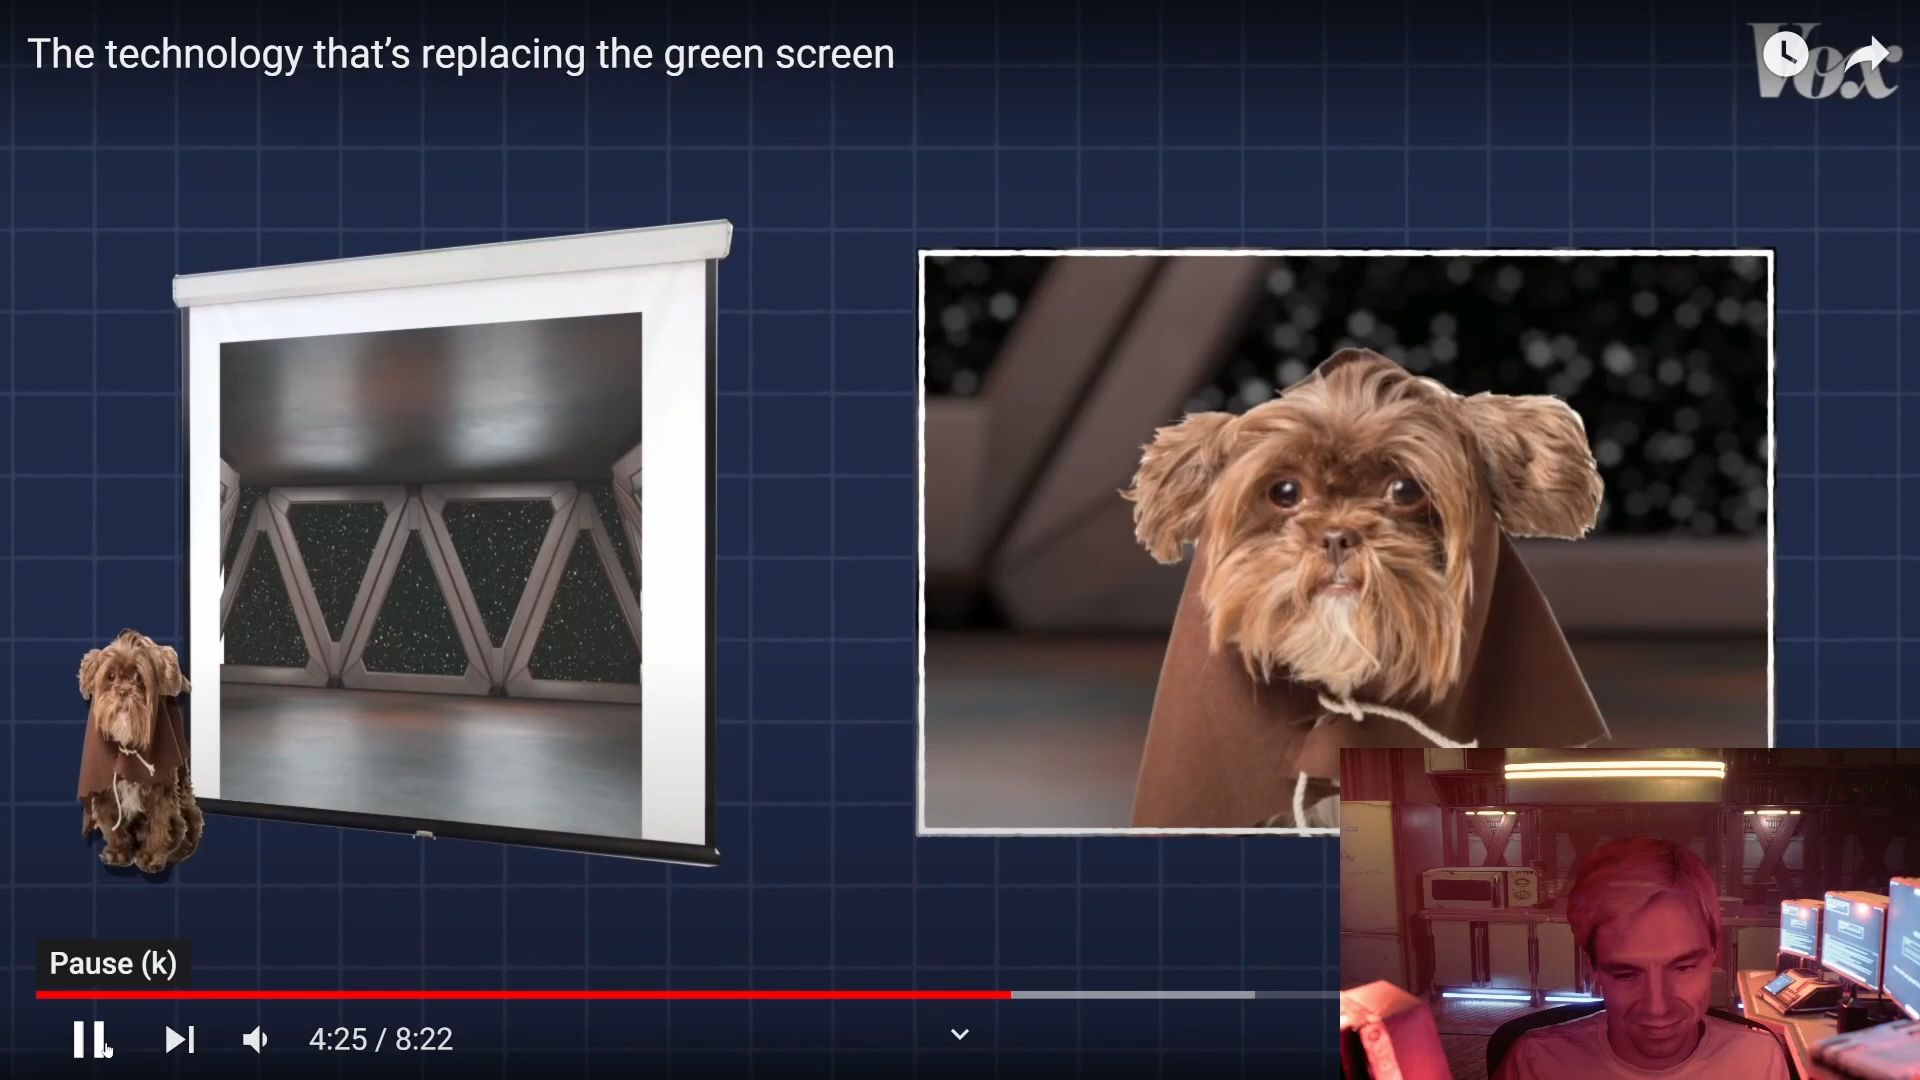 The technology that's replacing the green screen
Vox
Pause (k)
4:25 / 8:22